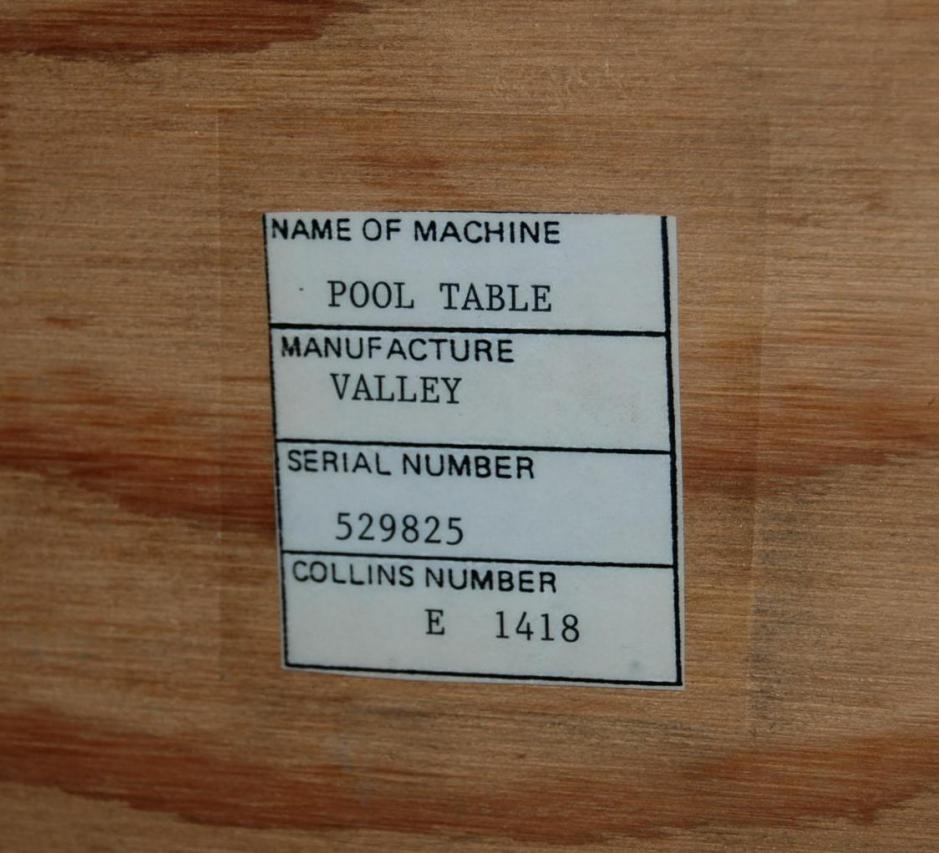 NAME OF MACHINE
POOL TABLE
MANUFACTURE
VALLEY
SERIAL NUMBER
529825
COLLINS NUMBER
E 1418